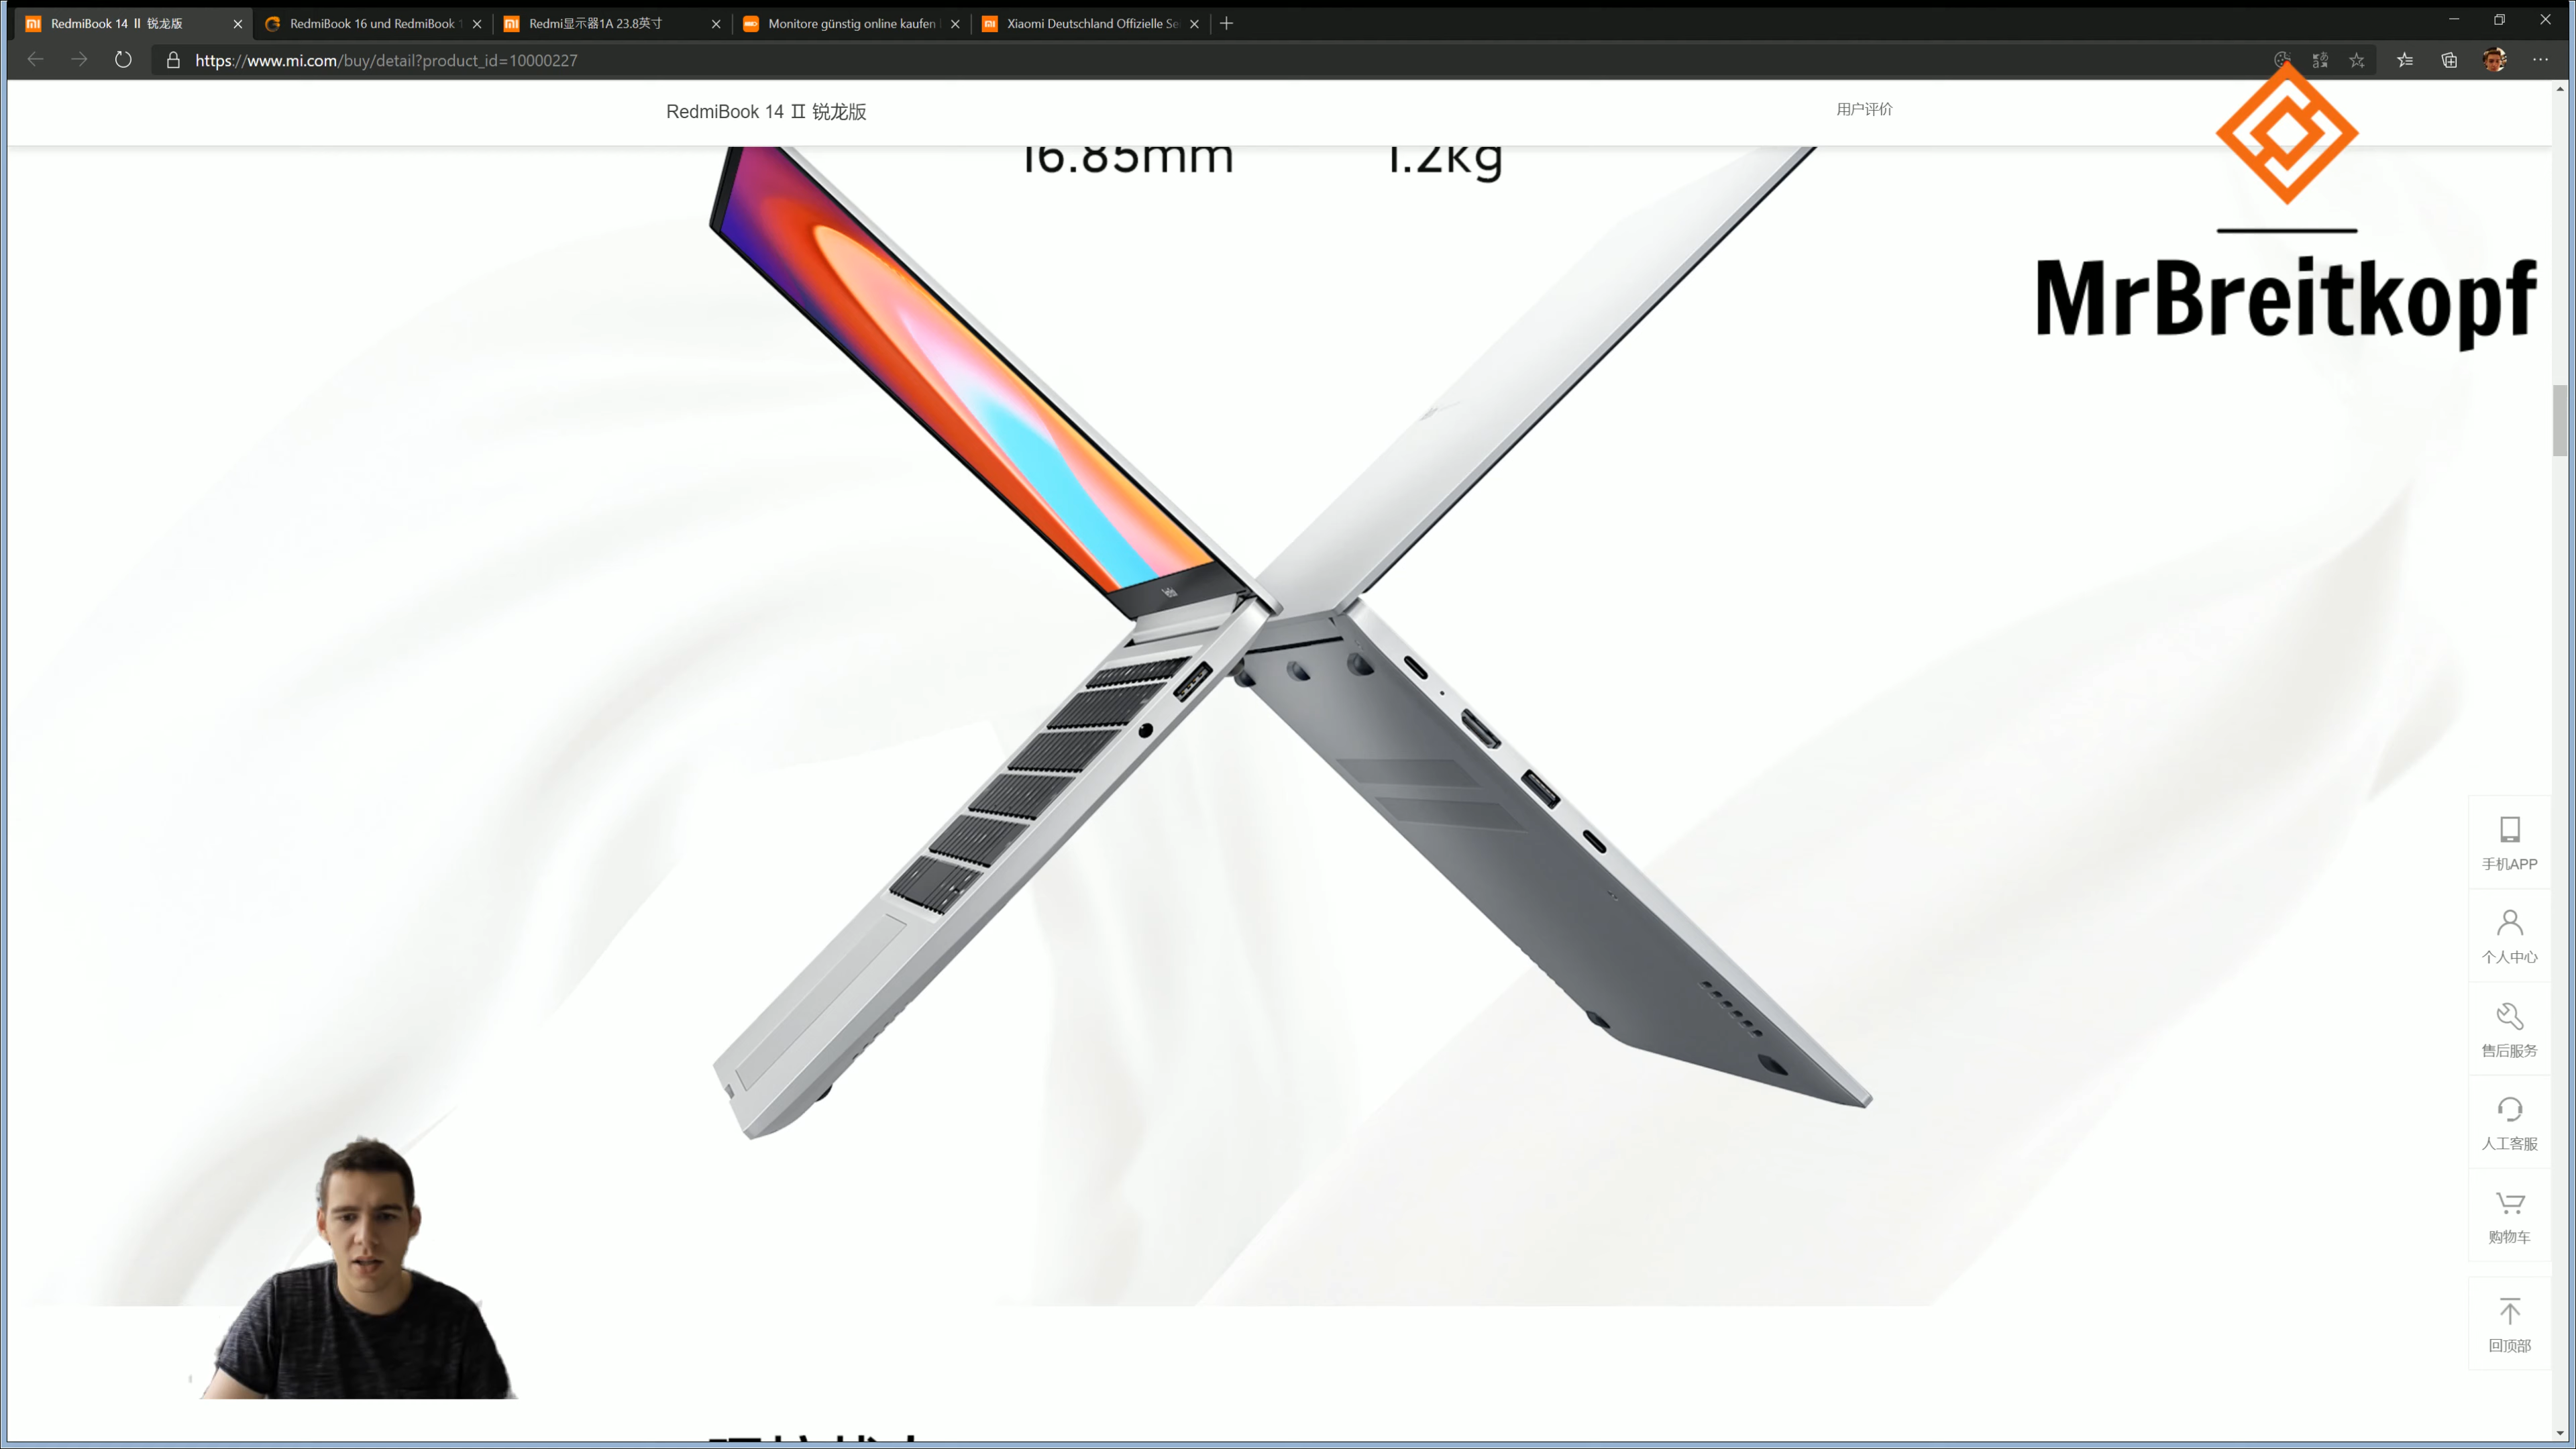 RedmiBook 14 Ⅱ 锐龙版
RedmiBook 16 und RedmiBook 1
Redmi显示器1A 23.8英寸
Monitore günstig online kaufen
Xiaomi Deutschland Offizielle Se
https://www.mi.com/buy/detail?product_id=10000227
RedmiBook 14 Ⅱ 锐龙版
用户评价
16.85mm
1.2kg
MrBreitkopf
手机APP
个人中心
售后服务
人工客服
购物车
回顶部